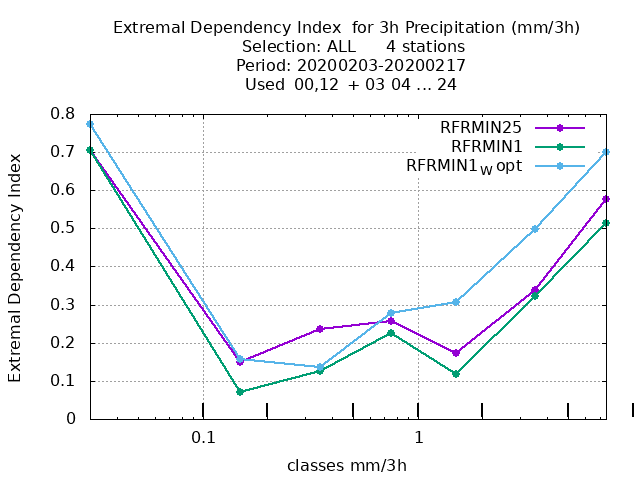 Extremal Dependency Index  for 3h Precipitation (mm/3h)
Selection: ALL      4 stations
Period: 20200203-20200217
Used  00,12  + 03 04 ... 24
0.8
0.7
0.6
0.5
0.4
0.3
0.2
0.1
0
Extremal Dependency Index
RFRMIN25
RFRMIN1
RFRMIN1W opt
0.1
1
classes mm/3h